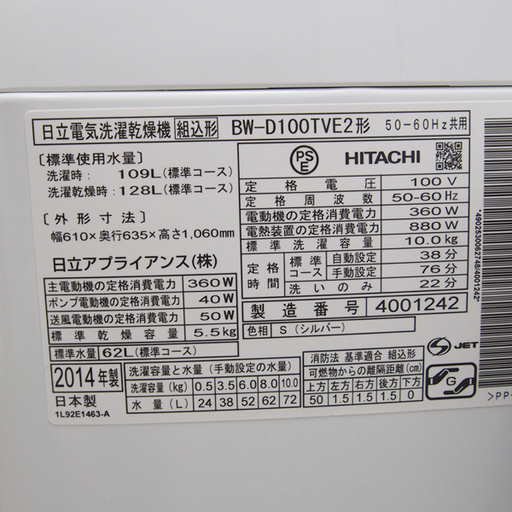 日立電気洗濯乾燥機 組込形 BW-D100TVE2形 50-60Hz共用
〔標準使用水量〕
洗濯時：109L(標準コース)
洗濯乾燥時：128L(標準コース)
〔外形寸法〕
幅610×奥行635×高さ1,060mm
日立アプライアンス(株)
主電動機の定格消費電力 360W
ポンプ電動機の定格消費電力 40W
送風電動機の定格消費電力 50W
標準乾燥容量 5.5kg
標準水量62L(標準コース)
PSE HITACHI
定格電圧 100V
定格周波数 50-60Hz
電動機の定格消費電力 360W
電熱装置の定格消費電力 880W
標準洗濯容量 10.0kg
定格時間 標準 自動設定 38分
コース 手動設定 76分
洗いのみ 22分
製造番号 4001242
色相 S（シルバー）
JET
2014年製
日本製
1L92E1463-A
洗濯容量と水量（手動設定の水量）
洗濯容量(kg) 0.5 3.5 6.0 8.0 10.0
水量(L) 24 38 52 62 72
消防法 基準適合 組込形
可燃物からの離隔距離(cm)
上方 左方 右方 前方 後方 下方
50 1.5 1.5 1.5 0
G
>PP